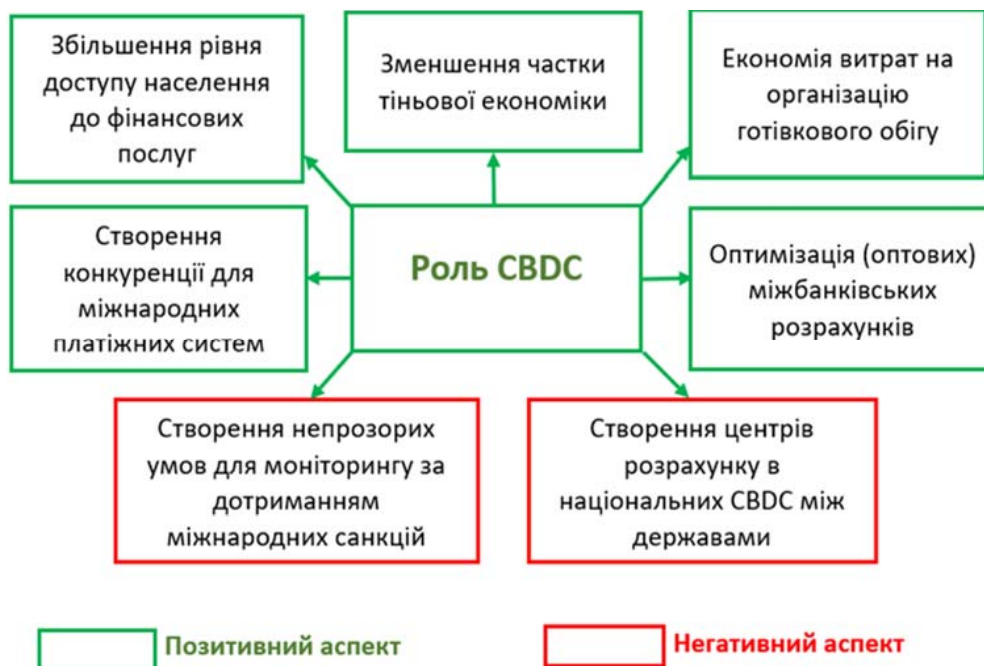 Збільшення рівня
доступу населення
до фінансових
послуг
Зменшення частки
тіньової економіки
Економія витрат на
організацію
готівкового обігу
Створення
конкуренції для
міжнародних
платіжних систем
Роль CBDC
Оптимізація (оптових)
міжбанківських
розрахунків
Створення непрозорих
умов для моніторингу за
дотриманням
міжнародних санкцій
Створення центрів
розрахунку в
національних CBDC між
державами
Позитивний аспект
Негативний аспект